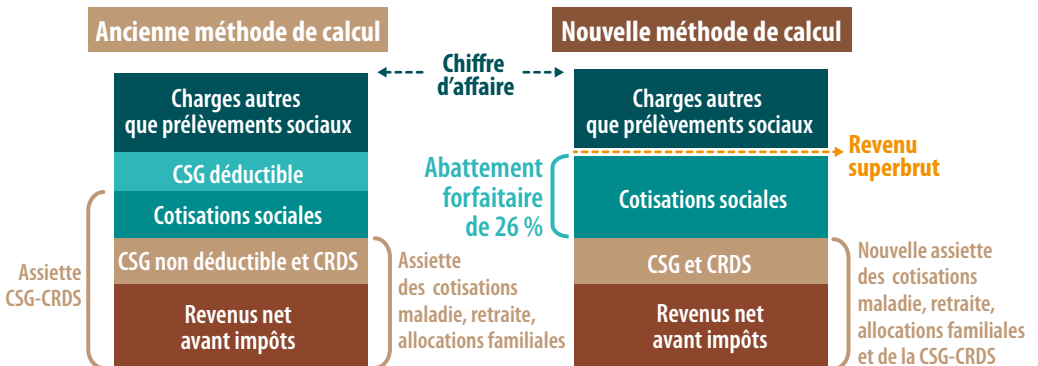 Ancienne méthode de calcul
Nouvelle méthode de calcul
Chiffre
d'affaire
Charges autres
que prélèvements sociaux
CSG déductible
Cotisations sociales
CSG non déductible et CRDS
Revenus net
avant impôts
Assiette
CSG-CRDS
Assiette
des cotisations
maladie, retraite,
allocations familiales
Charges autres
que prélèvements sociaux
Revenu
superbrut
Abattement
forfaitaire
de 26 %
Cotisations sociales
CSG et CRDS
Revenus net
avant impôts
Nouvelle assiette
des cotisations
maladie, retraite,
allocations familiales
et de la CSG-CRDS